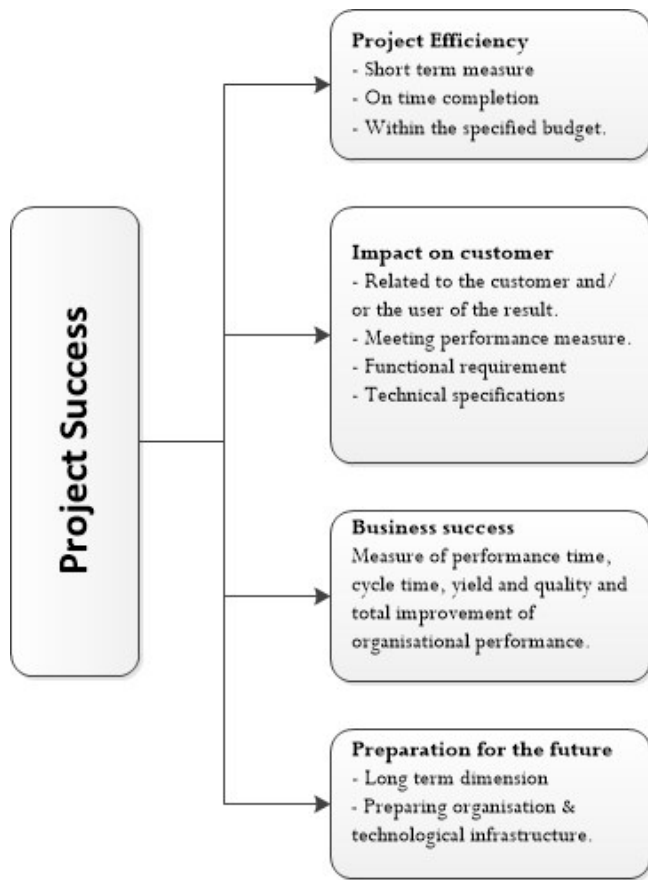 Project Success
Project Efficiency
- Short term measure
- On time completion
- Within the specified budget.
Impact on customer
- Related to the customer and/
or the user of the result.
- Meeting performance measure.
- Functional requirement
- Technical specifications
Business success
Measure of performance time,
cycle time, yield and quality and
total improvement of
organisational performance.
Preparation for the future
- Long term dimension
- Preparing organisation &
technological infrastructure.